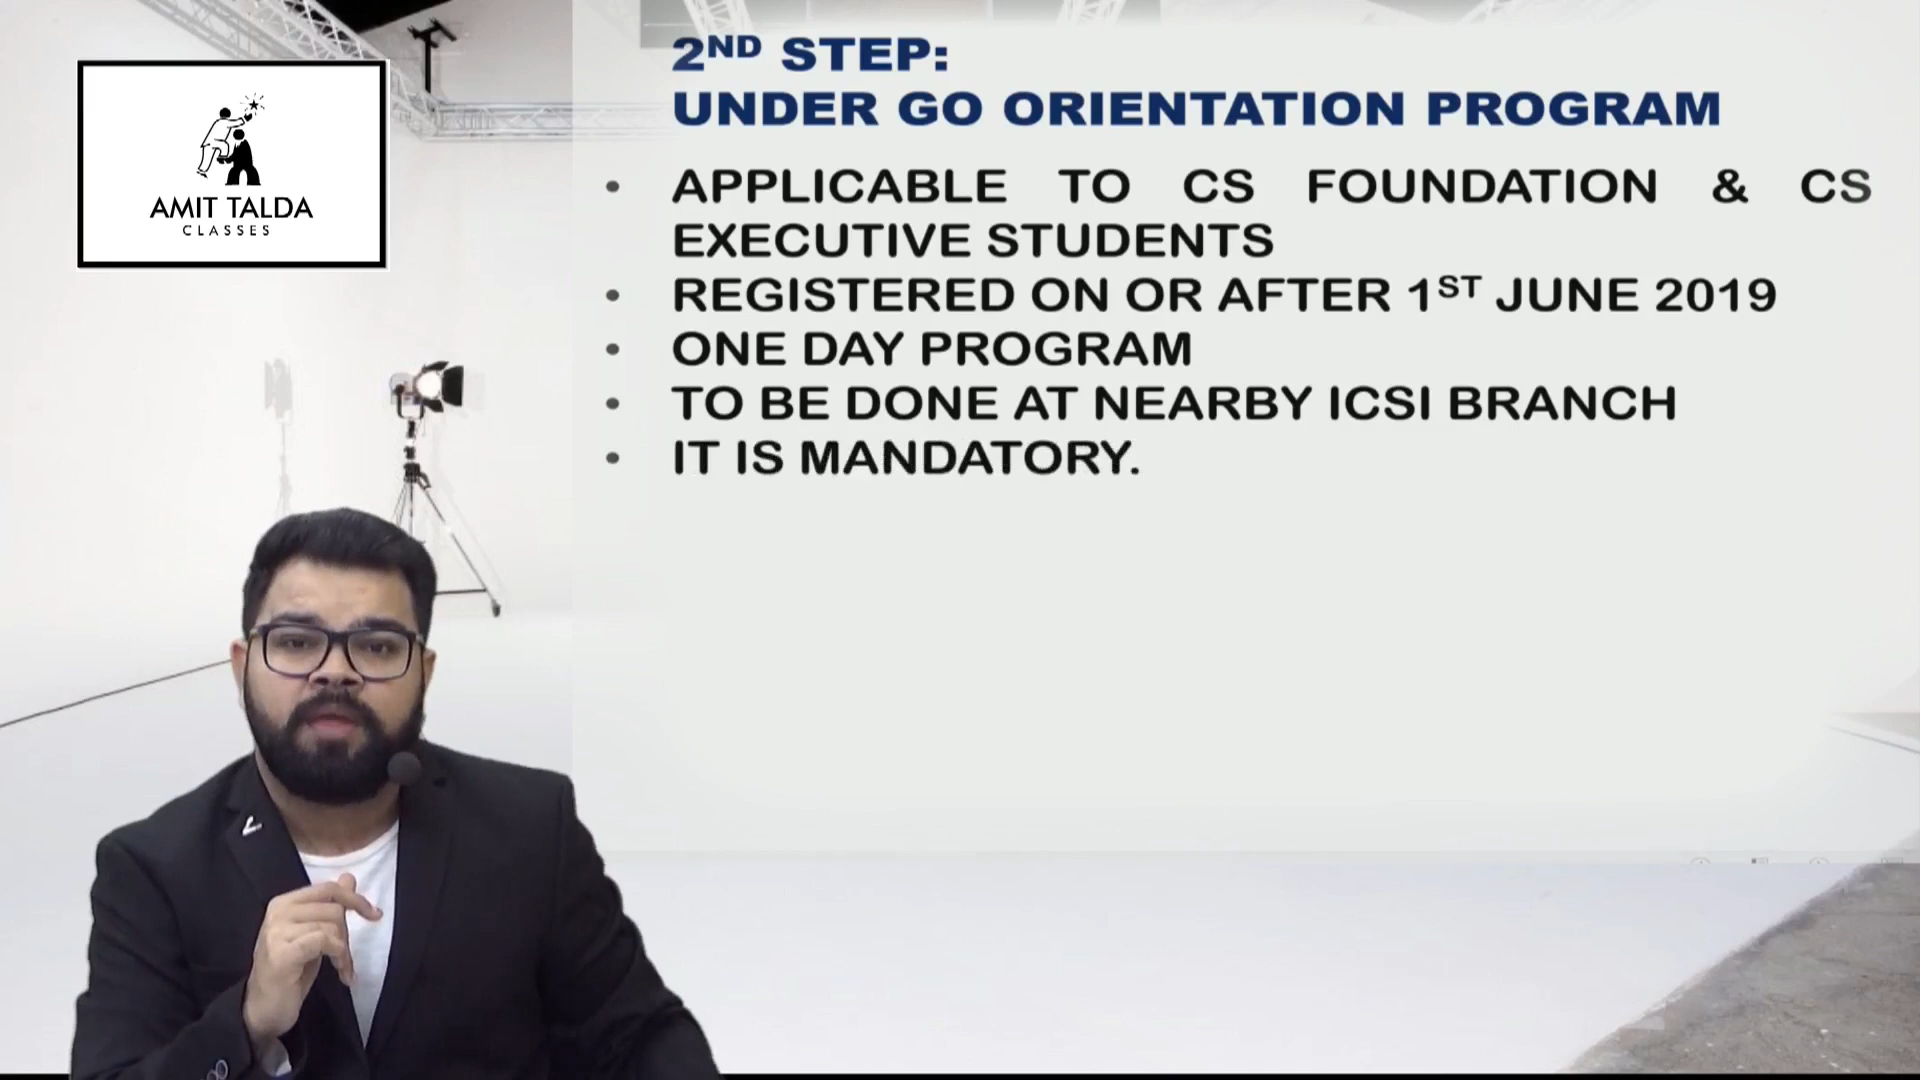 AMIT TALDA
CLASSES
2ND STEP:
UNDER GO ORIENTATION PROGRAM
• APPLICABLE TO CS FOUNDATION & CS
EXECUTIVE STUDENTS
• REGISTERED ON OR AFTER 1ST JUNE 2019
• ONE DAY PROGRAM
• TO BE DONE AT NEARBY ICSI BRANCH
• IT IS MANDATORY.